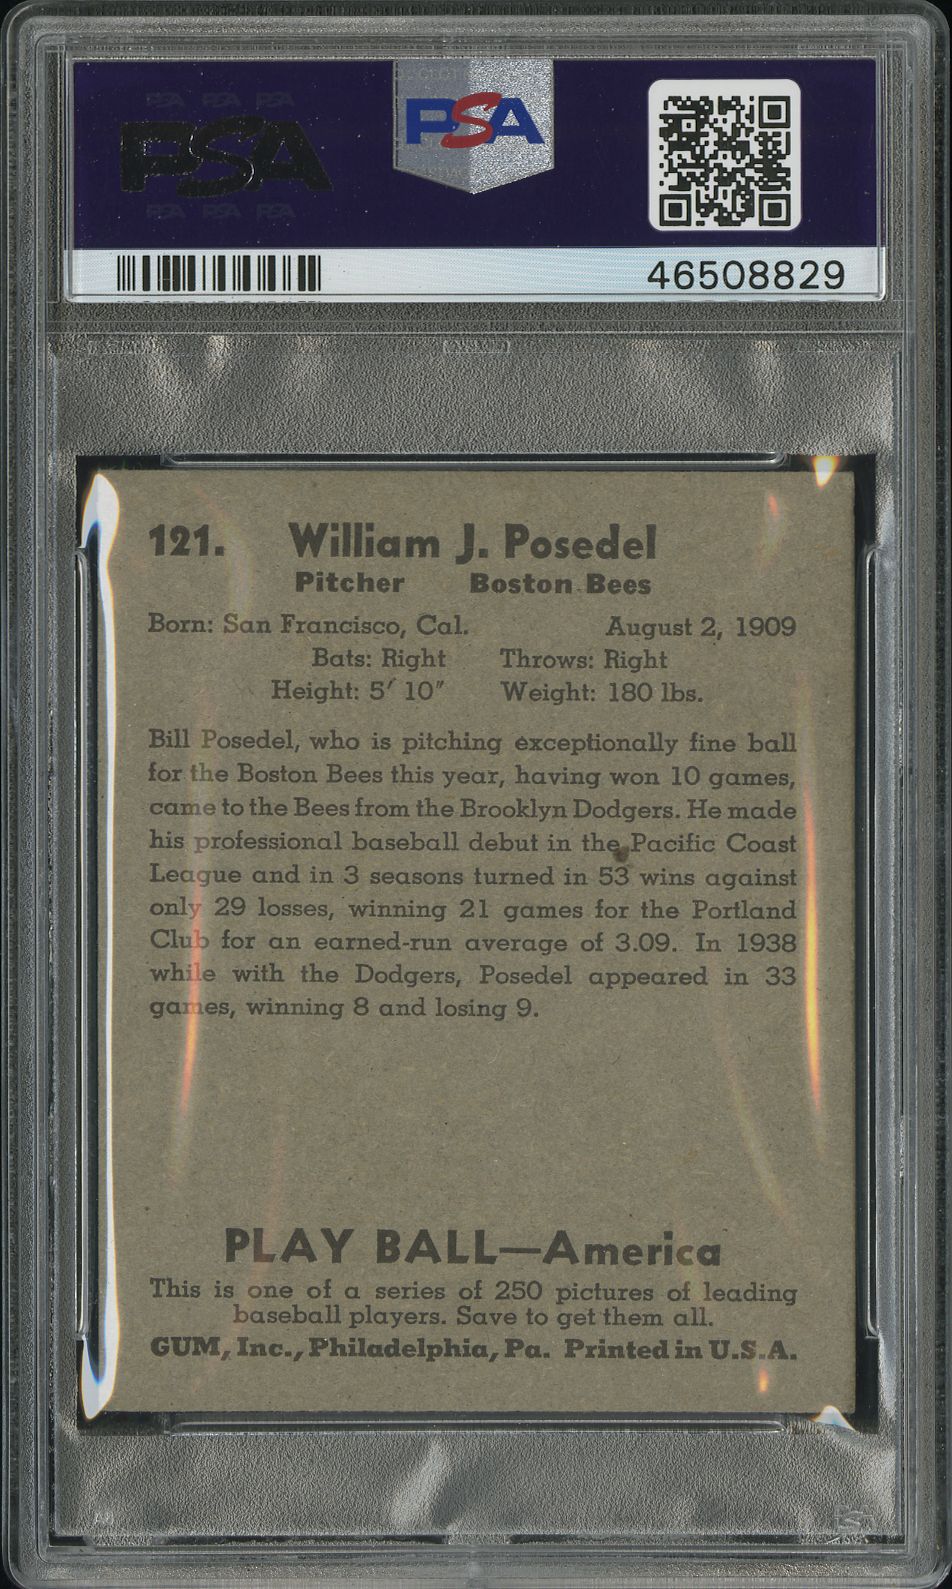 PSA PSA PSA
PSA
PSA PSA PSA
PSA
46508829
121. William J. Posedel
Pitcher Boston Bees
Born: San Francisco, Cal. August 2, 1909
Bats: Right Throws: Right
Height: 5′ 10″ Weight: 180 lbs.
Bill Posedel, who is pitching exceptionally fine ball
for the Boston Bees this year, having won 10 games,
came to the Bees from the Brooklyn Dodgers. He made
his professional baseball debut in the Pacific Coast
League and in 3 seasons turned in 53 wins against
only 29 losses, winning 21 games for the Portland
Club for an earned-run average of 3.09. In 1938
while with the Dodgers, Posedel appeared in 33
games, winning 8 and losing 9.
PLAY BALL—America
This is one of a series of 250 pictures of leading
baseball players. Save to get them all.
GUM, Inc., Philadelphia, Pa. Printed in U.S.A.